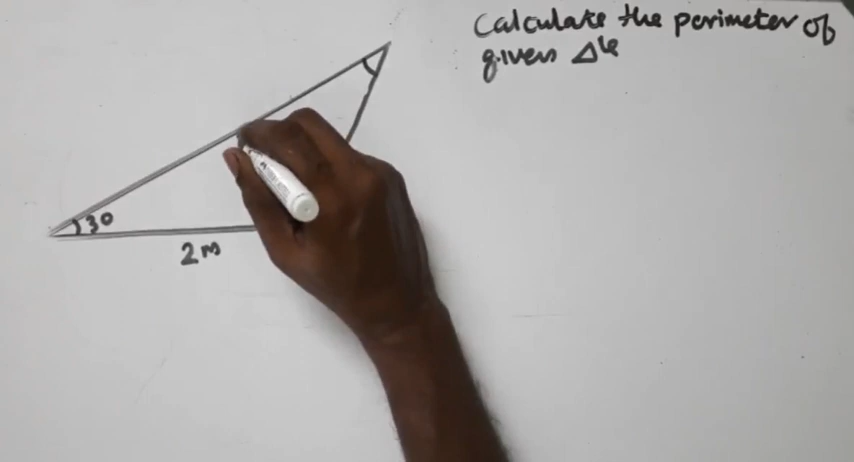 Calculate the perimeter of
given Δle
30
2m